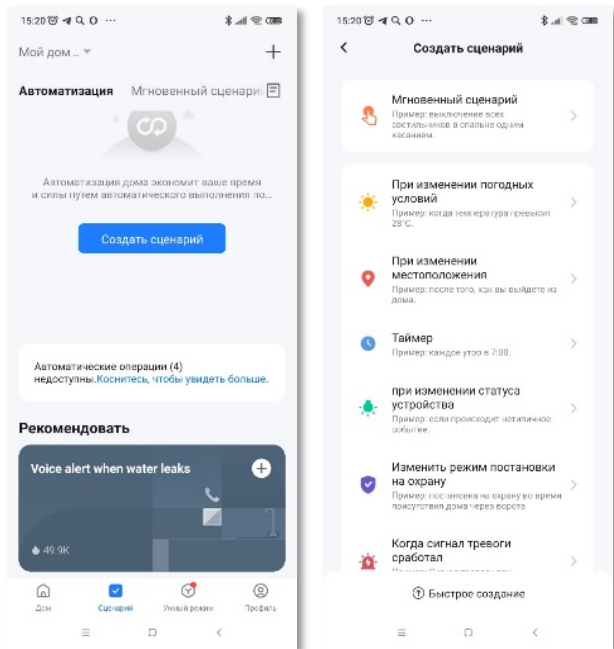 15:20
Мой дом ..
Автоматизация Мгновенный сценари
Автоматизация дома экономит ваше время
и силы путем автоматического выполнения по...
Создать сценарий
Автоматические операции (4)
недоступны.Коснитесь, чтобы увидеть больше.
Рекомендовать
Voice alert when water leaks
49.9K
Дом Сценарий Умный режим Профиль
15:20
Создать сценарий
Мгновенный сценарий
Пример: выключение всех
светильников в спальне одним
касанием.
При изменении погодных
условий
Пример: когда температура превысит
28°C.
При изменении
местоположения
Пример: после того, как вы выйдете из
дома.
Таймер
Пример: каждое утро в 7:00.
при изменении статуса
устройства
Пример: если происходит нетипичное
событие.
Изменить режим постановки
на охрану
Пример: постановка на охрану во время
присутствия дома через ворота
Когда сигнал тревоги
сработал
Быстрое создание